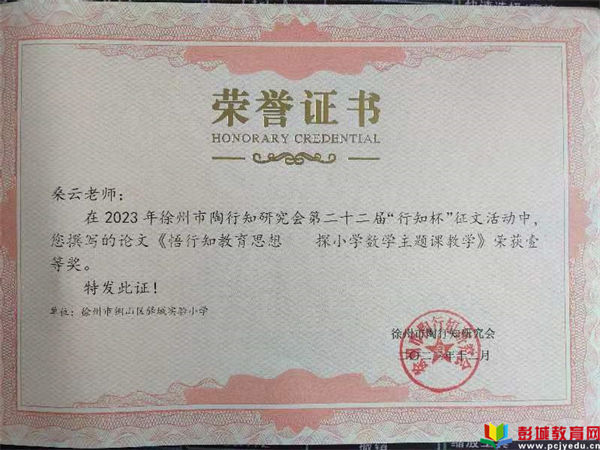 荣誉证书
HONORARY CREDENTIAL
桑云老师：
在2023年徐州市陶行知研究会第二十二届“行知杯”征文活动中，
您撰写的论文《悟行知教育思想 探小学数学主题课教学》荣获壹
等奖。
特发此证！
单位：徐州市铜山区驿城实验小学
徐州市陶行知研究会
二〇二三年十二月
彭城教育网
www.pcjyedu.cn